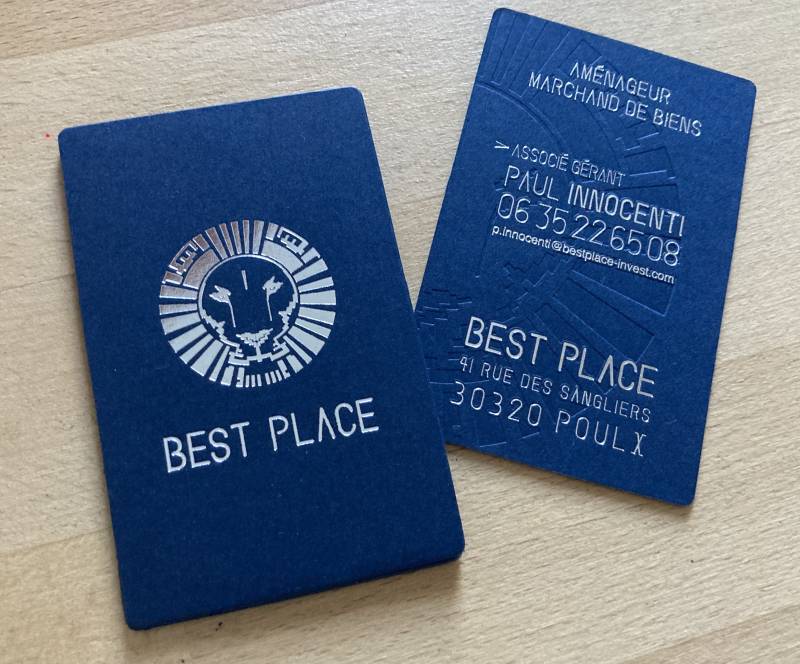 BEST PLACE
AMÉNAGEUR
MARCHAND DE BIENS
> ASSOCIÉ GÉRANT
PAUL INNOCENTI
06 35 22 65 08
p.innocenti@bestplace-invest.com
BEST PLACE
41 RUE DES SANGLIERS
30320 POULX